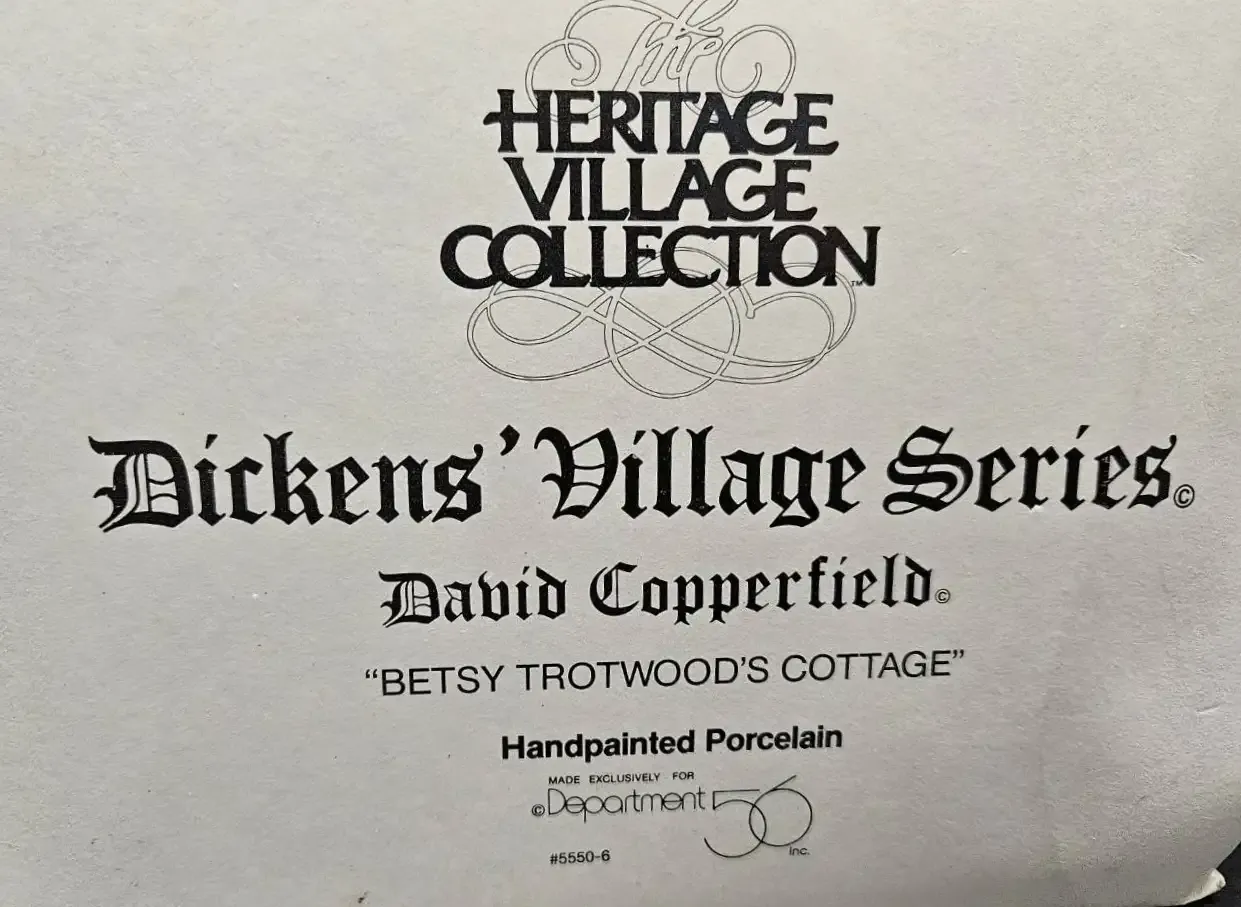 The
HERITAGE
VILLAGE
COLLECTION™
Dickens' Village Series©
David Copperfield©
“BETSY TROTWOOD’S COTTAGE”
Handpainted Porcelain
MADE EXCLUSIVELY FOR
©Department 56
Inc.
#5550-6